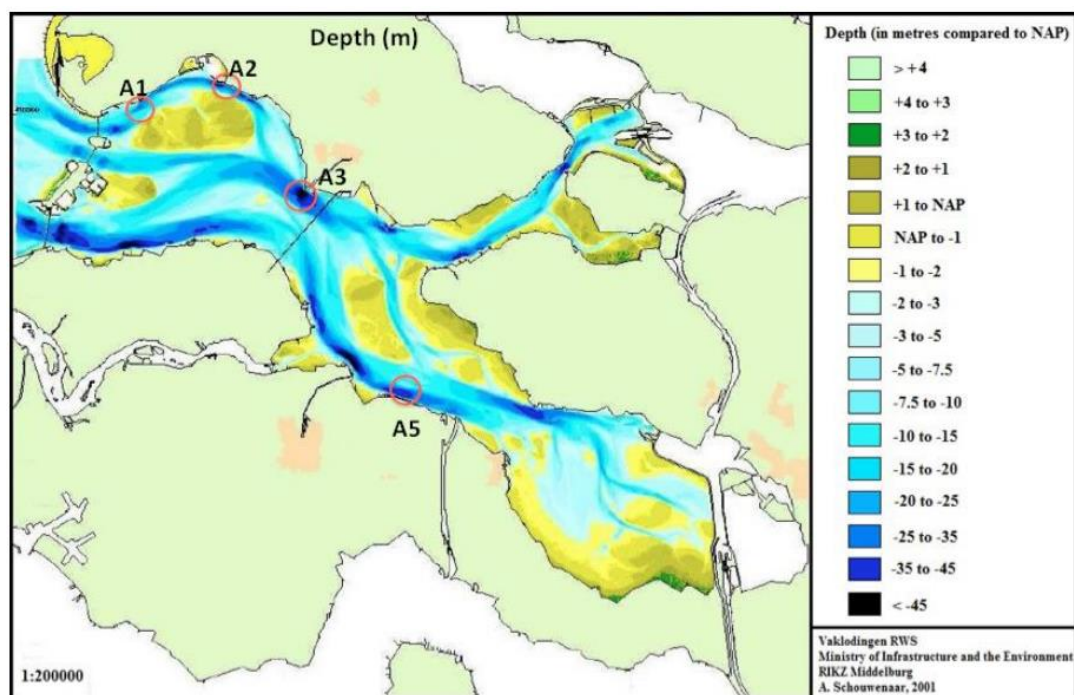 Depth (m)
A1
A2
A3
A5
1:200000
Depth (in metres compared to NAP)
> +4
+4 to +3
+3 to +2
+2 to +1
+1 to NAP
NAP to -1
-1 to -2
-2 to -3
-3 to -5
-5 to -7.5
-7.5 to -10
-10 to -15
-15 to -20
-20 to -25
-25 to -35
-35 to -45
< -45
Vaklodingen RWS
Ministry of Infrastructure and the Environment
RIKZ Middelburg
A. Schouwenaar, 2001